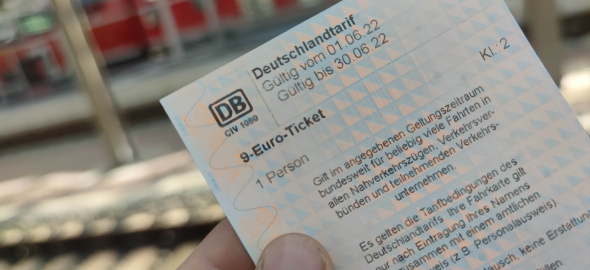 Deutschlandtarif
Gültig vom 01.06.22
Gültig bis 30.06.22
Kl.: 2
DB
CIV 1080
9-Euro-Ticket
1 Person
Gilt im angegebenen Geltungszeitraum
bundesweit für beliebig viele Fahrten in
allen Nahverkehrszügen, Verkehrsver-
bünden und teilnehmenden Verkehrs-
unternehmen.
Es gelten die Tarifbedingungen des
Deutschlandtarifs. Ihre Fahrkarte gilt
nur nach Eintragung Ihres Namens
zusammen mit einem amtlichen
(z.B. Personalausweis).
tausch, keine Erstattung